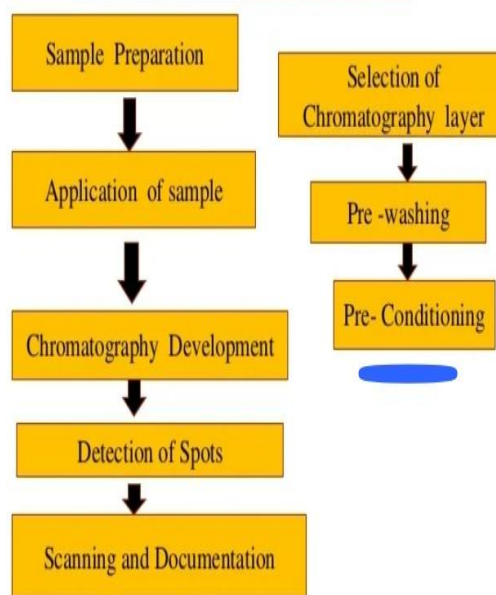 Sample Preparation
Application of sample
Chromatography Development
Detection of Spots
Scanning and Documentation
Selection of
Chromatography layer
Pre -washing
Pre- Conditioning